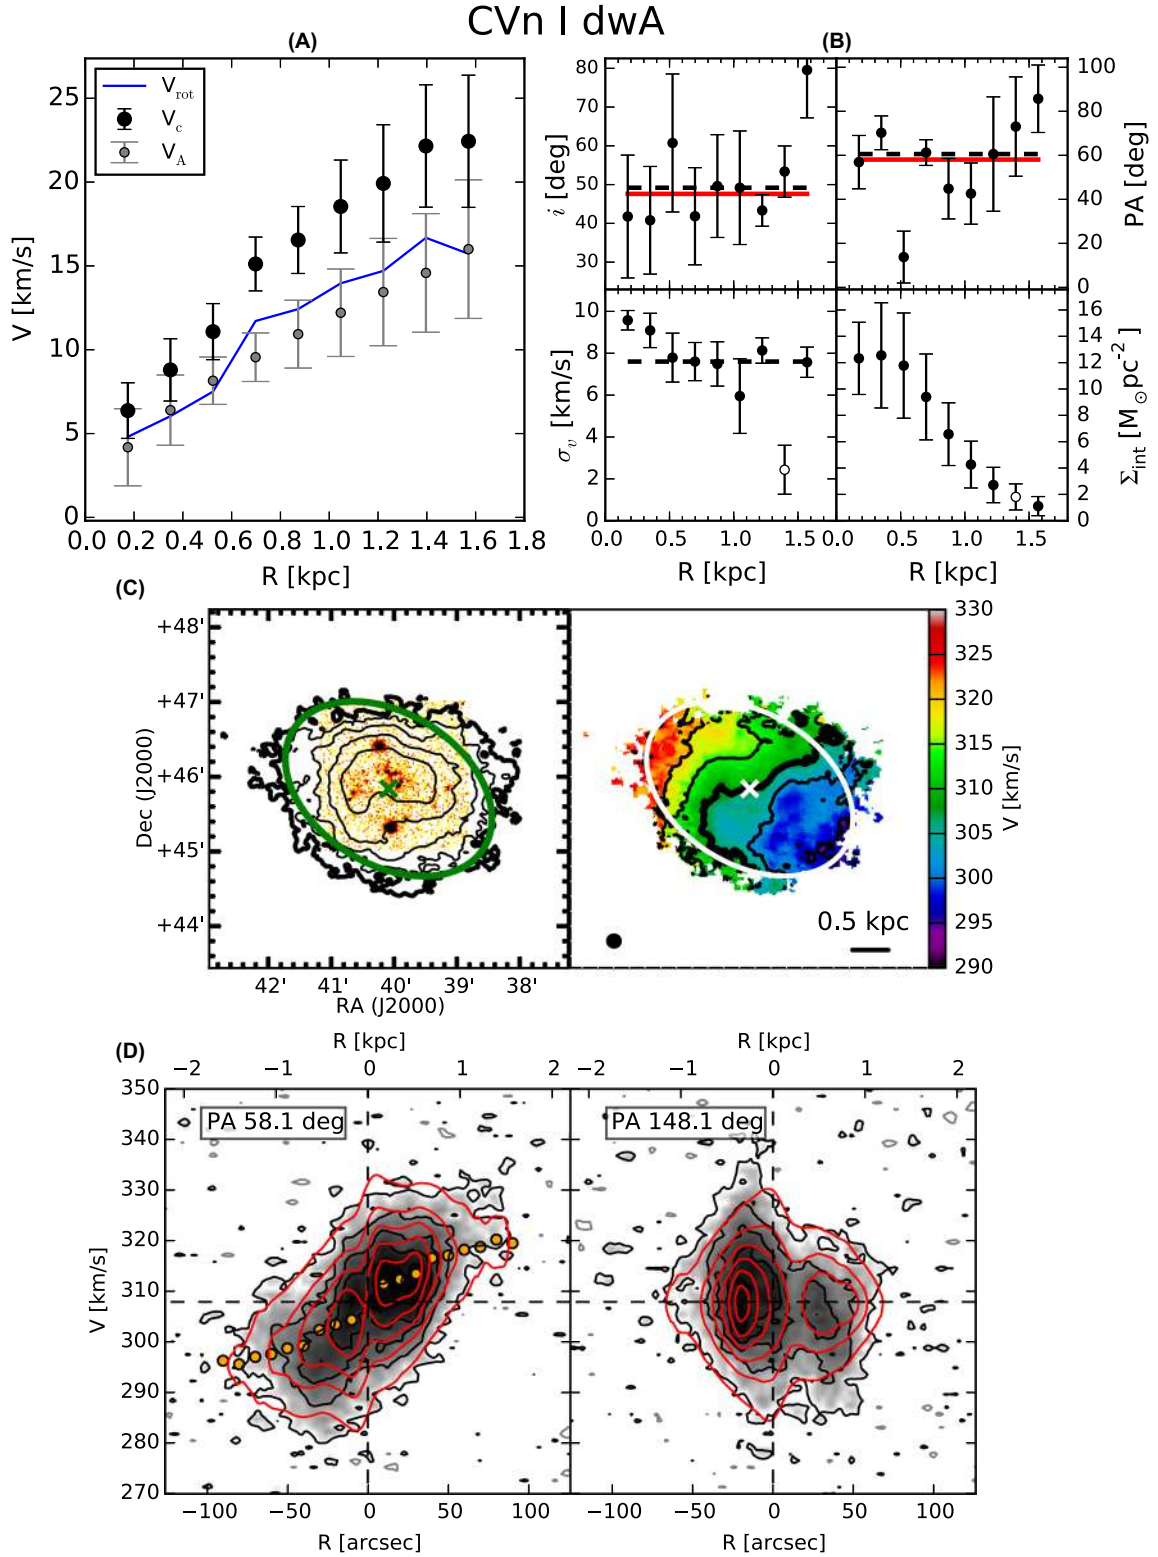 CVn I dwA
(A)
(B)
V_rot
V_c
V_A
25
20
15
10
5
0
V [km/s]
0.0 0.2 0.4 0.6 0.8 1.0 1.2 1.4 1.6 1.8
R [kpc]
80
70
60
50
40
30
i [deg]
100
80
60
40
20
0
PA [deg]
10
8
6
4
2
0
σ_v [km/s]
16
14
12
10
8
6
4
2
0
Σ_int [M_⊙pc⁻²]
0.0 0.5 1.0 1.5
R [kpc]
0.0 0.5 1.0 1.5
R [kpc]
(C)
+48'
+47'
+46'
+45'
+44'
Dec (J2000)
42' 41' 40' 39' 38'
RA (J2000)
0.5 kpc
330
325
320
315
310
305
300
295
290
V [km/s]
(D)
R [kpc]
−2 −1 0 1 2
R [kpc]
−2 −1 0 1 2
PA 58.1 deg
PA 148.1 deg
350
340
330
320
310
300
290
280
270
V [km/s]
−100 −50 0 50 100
R [arcsec]
−100 −50 0 50 100
R [arcsec]